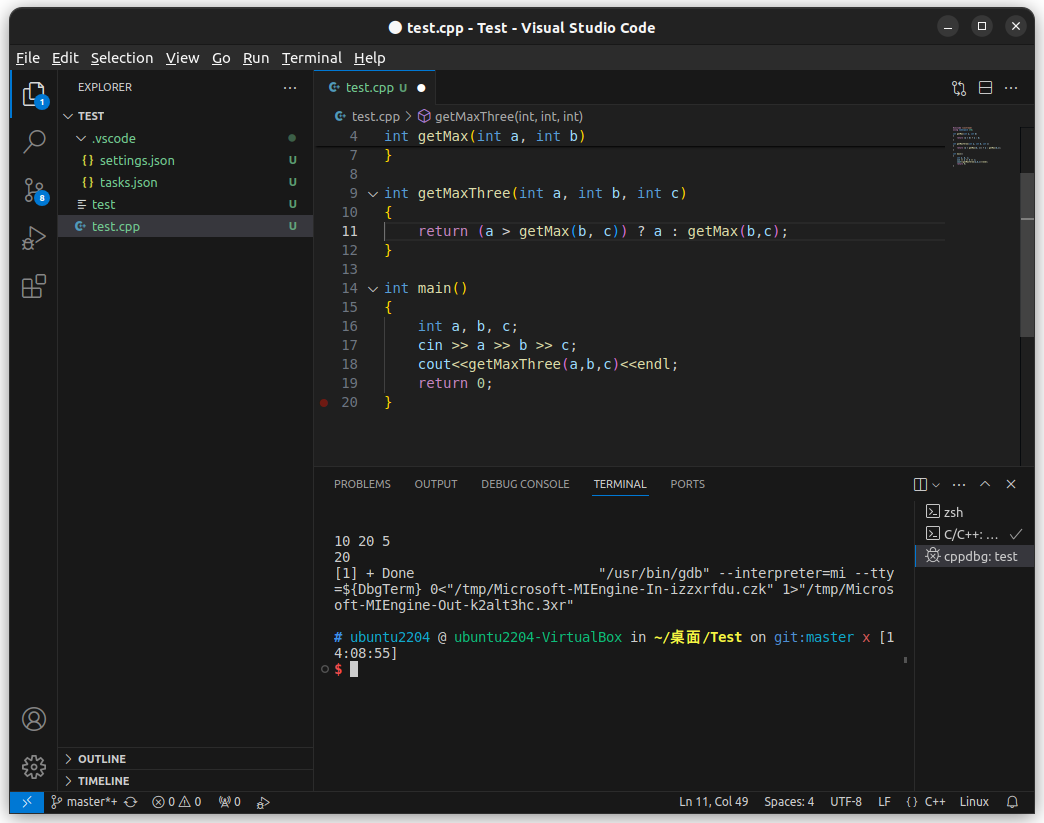 test.cpp - Test - Visual Studio Code
File Edit Selection View Go Run Terminal Help
1
8
EXPLORER
TEST
.vscode
{} settings.json U
{} tasks.json U
test U
test.cpp U
OUTLINE
TIMELINE
test.cpp U
test.cpp > getMaxThree(int, int, int)
4 int getMax(int a, int b)
7 }
8
9 int getMaxThree(int a, int b, int c)
10 {
11 return (a > getMax(b, c)) ? a : getMax(b,c);
12 }
13
14 int main()
15 {
16 int a, b, c;
17 cin >> a >> b >> c;
18 cout<<getMaxThree(a,b,c)<<endl;
19 return 0;
20 }
PROBLEMS OUTPUT DEBUG CONSOLE TERMINAL PORTS
10 20 5
20
[1] + Done "/usr/bin/gdb" --interpreter=mi --tty
=${DbgTerm} 0<"/tmp/Microsoft-MIEngine-In-izzxrfdu.czk" 1>"/tmp/Micros
oft-MIEngine-Out-k2alt3hc.3xr"
# ubuntu2204 @ ubuntu2204-VirtualBox in ~/桌面/Test on git:master x [1
4:08:55]
$
zsh
C/C++: ...
cppdbg: test
master*+ 0 0 0 Ln 11, Col 49 Spaces: 4 UTF-8 LF {} C++ Linux